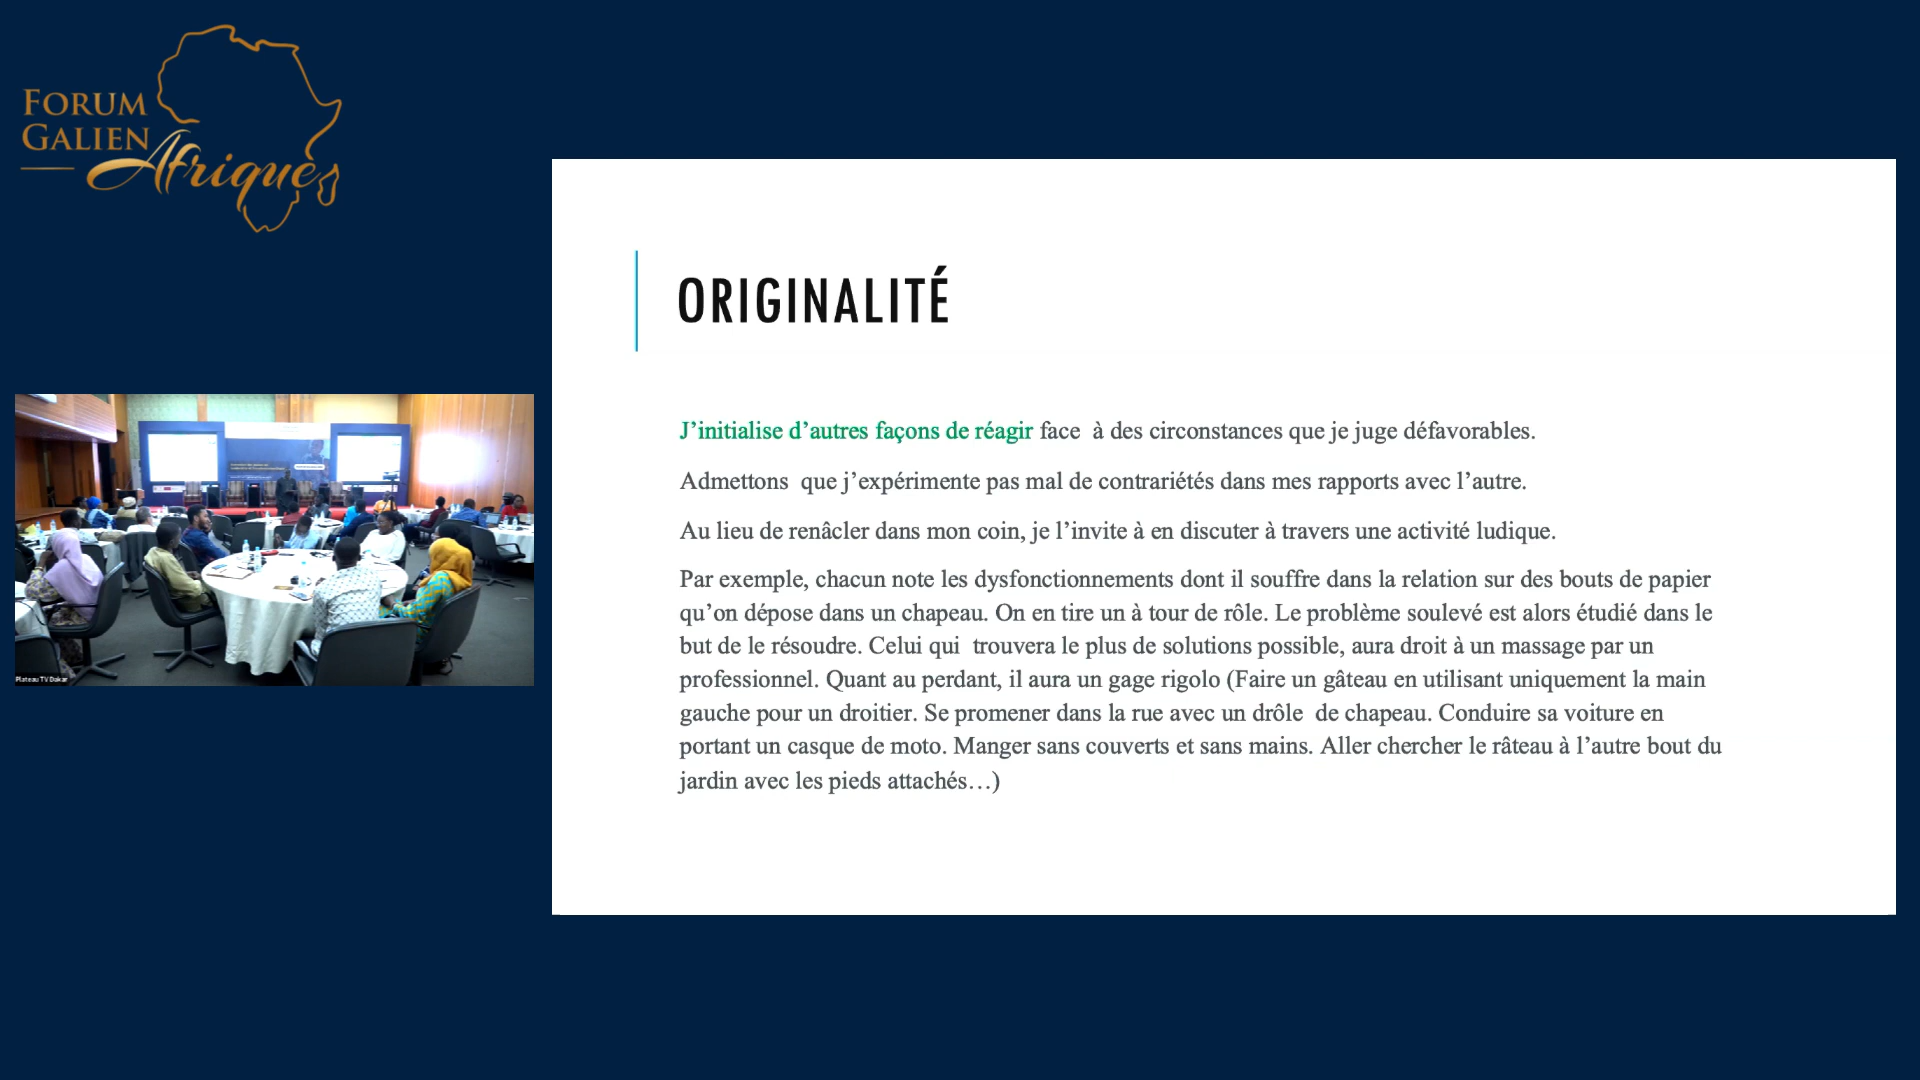 FORUM
GALIEN
Afrique
Plateau TV Dakar
ORIGINALITÉ
J’initialise d’autres façons de réagir face  à des circonstances que je juge défavorables.
Admettons  que j’expérimente pas mal de contrariétés dans mes rapports avec l’autre.
Au lieu de renâcler dans mon coin, je l’invite à en discuter à travers une activité ludique.
Par exemple, chacun note les dysfonctionnements dont il souffre dans la relation sur des bouts de papier
qu’on dépose dans un chapeau. On en tire un à tour de rôle. Le problème soulevé est alors étudié dans le
but de le résoudre. Celui qui  trouvera le plus de solutions possible, aura droit à un massage par un
professionnel. Quant au perdant, il aura un gage rigolo (Faire un gâteau en utilisant uniquement la main
gauche pour un droitier. Se promener dans la rue avec un drôle  de chapeau. Conduire sa voiture en
portant un casque de moto. Manger sans couverts et sans mains. Aller chercher le râteau à l’autre bout du
jardin avec les pieds attachés…)